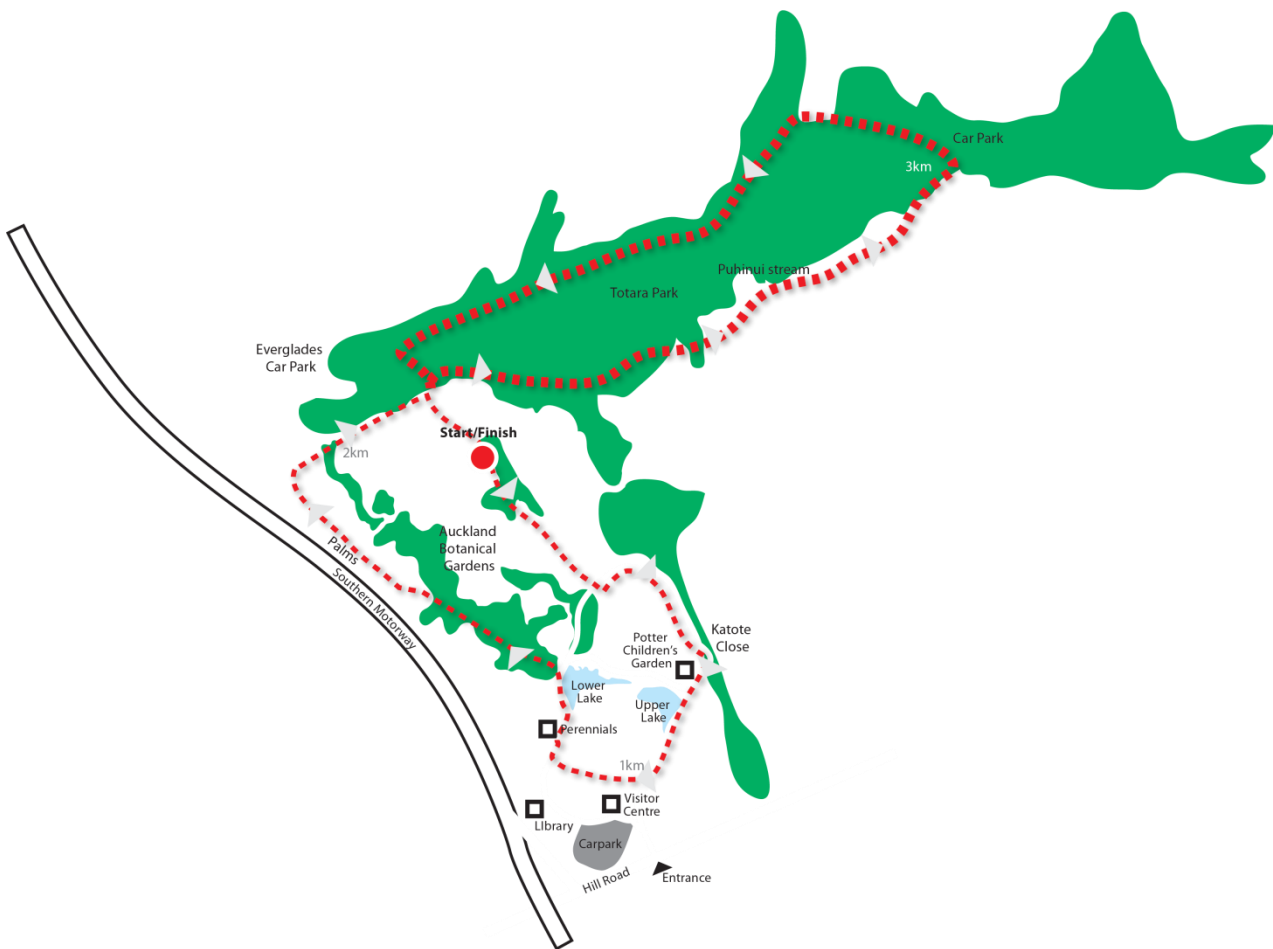 Car Park
3km
Puhinui stream
Totara Park
Everglades
Car Park
Start/Finish
2km
Auckland
Botanical
Gardens
Palms
Southern Motorway
Katote
Close
Potter
Children's
Garden
Lower
Lake
Upper
Lake
Perennials
1km
Visitor
Centre
LIbrary
Carpark
Hill Road
Entrance